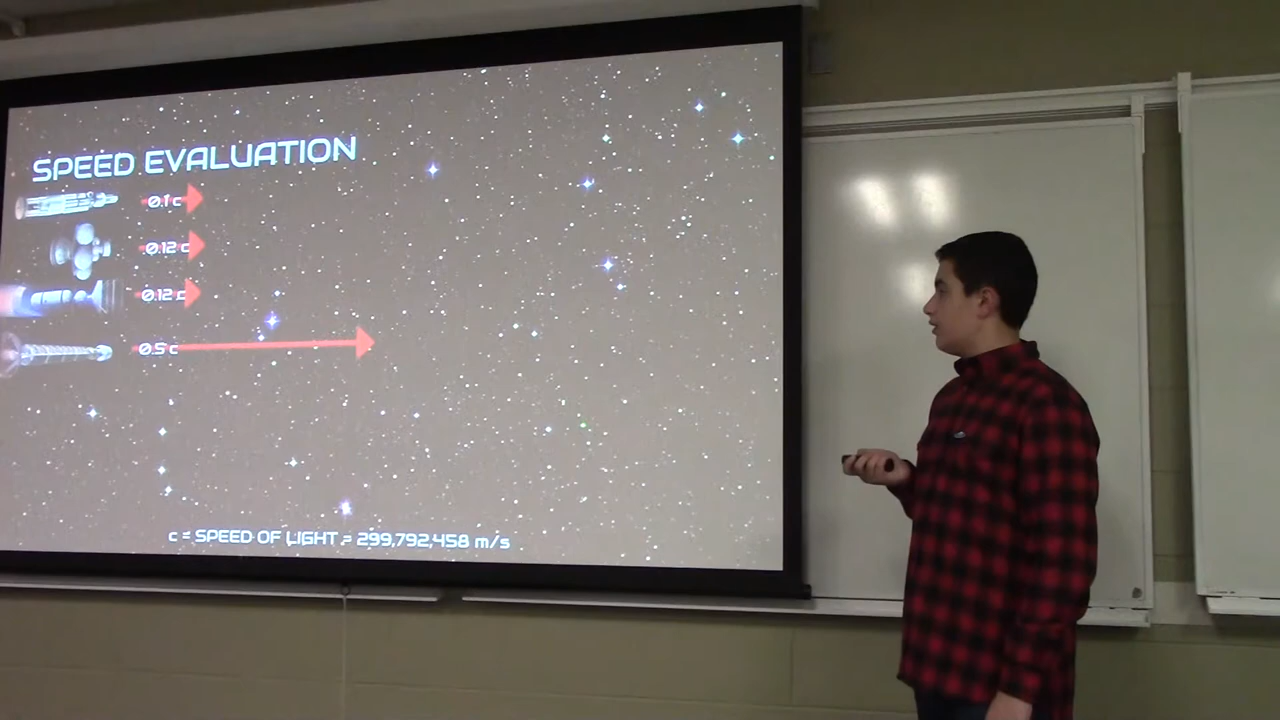 SPEED EVALUATION
0.1 c
0.12 c
0.12 c
0.5 c
c = SPEED OF LIGHT = 299,792,458 m/s